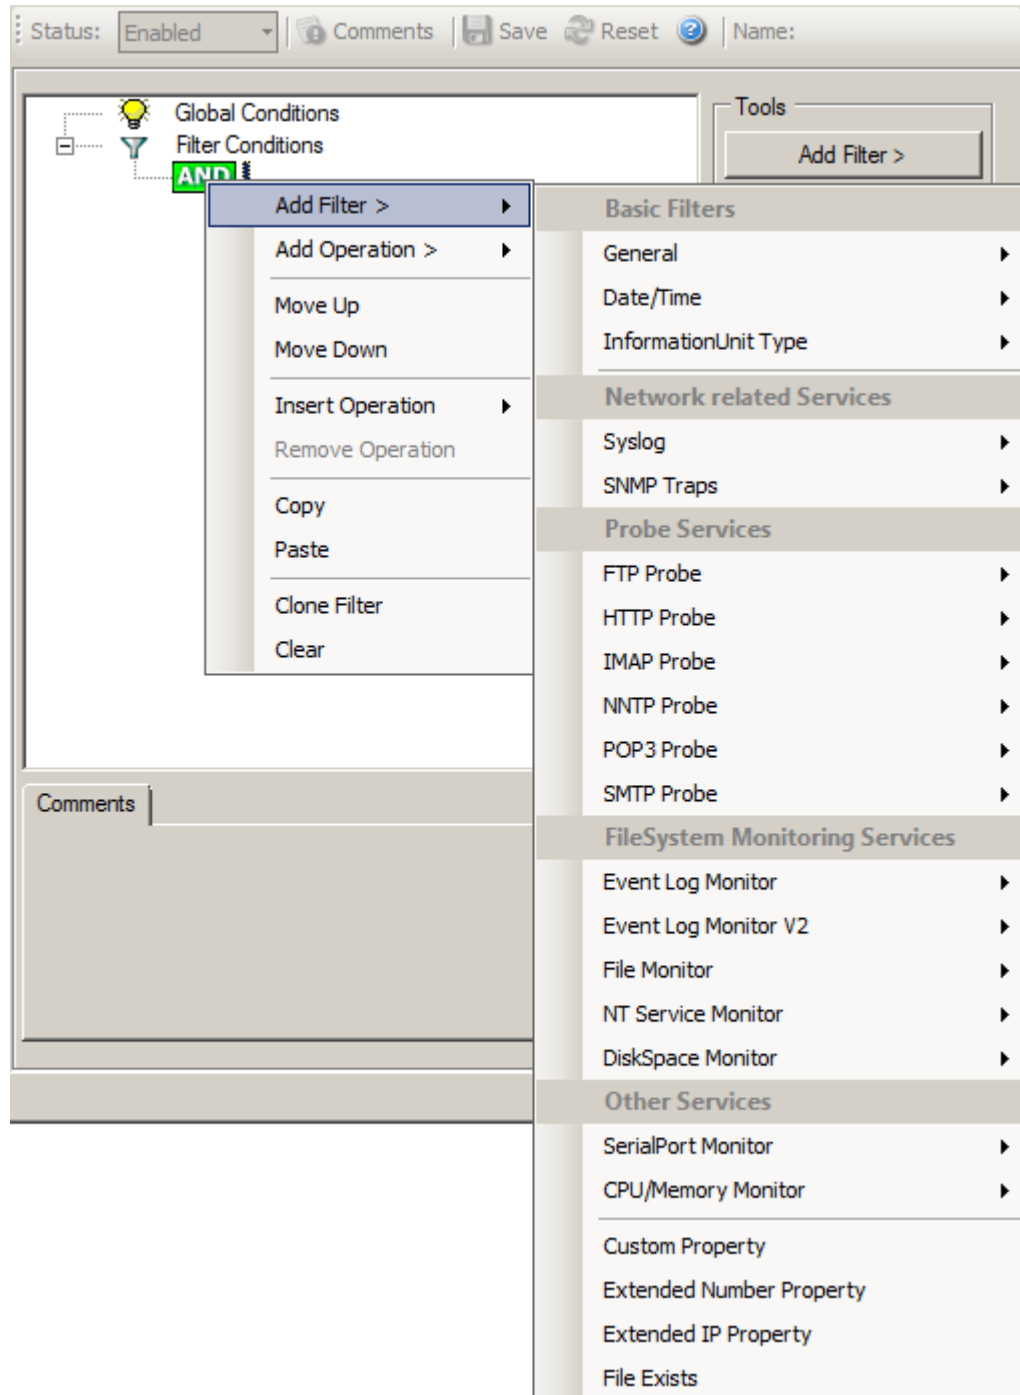 Status: Enabled Comments Save Reset Name:
Global Conditions
Filter Conditions
AND
Tools
Add Filter >
Add Filter >
Add Operation >
Move Up
Move Down
Insert Operation
Remove Operation
Copy
Paste
Clone Filter
Clear
Basic Filters
General
Date/Time
InformationUnit Type
Network related Services
Syslog
SNMP Traps
Probe Services
FTP Probe
HTTP Probe
IMAP Probe
NNTP Probe
POP3 Probe
SMTP Probe
FileSystem Monitoring Services
Event Log Monitor
Event Log Monitor V2
File Monitor
NT Service Monitor
DiskSpace Monitor
Other Services
SerialPort Monitor
CPU/Memory Monitor
Custom Property
Extended Number Property
Extended IP Property
File Exists
Comments